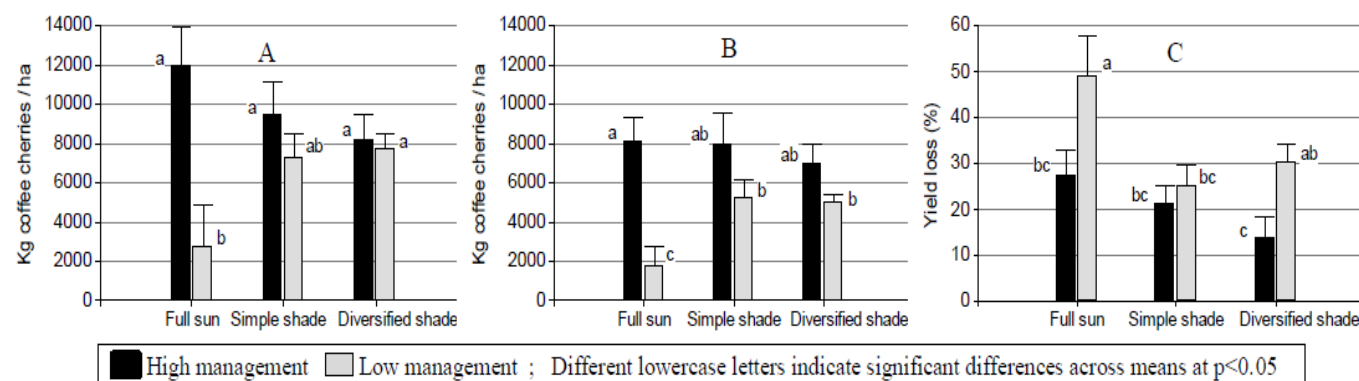 Kg coffee cherries / ha
14000
12000
10000
8000
6000
4000
2000
0
A
a
b
a
ab
a
a
Full sun
Simple shade
Diversified shade
Kg coffee cherries / ha
14000
12000
10000
8000
6000
4000
2000
0
B
a
c
ab
b
ab
b
Full sun
Simple shade
Diversified shade
Yield loss (%)
60
50
40
30
20
10
0
C
bc
a
bc
bc
c
ab
Full sun
Simple shade
Diversified shade
High management Low management ; Different lowercase letters indicate significant differences across means at p<0.05